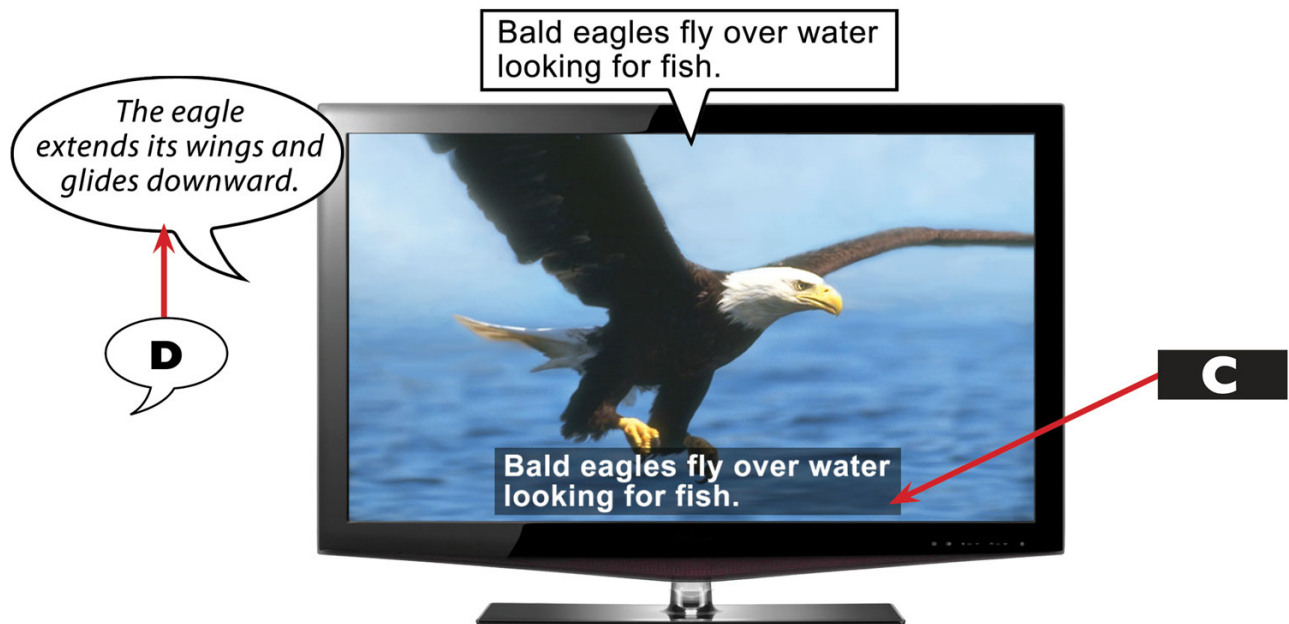 Bald eagles fly over water
looking for fish.
The eagle
extends its wings and
glides downward.
D
C
Bald eagles fly over water
looking for fish.